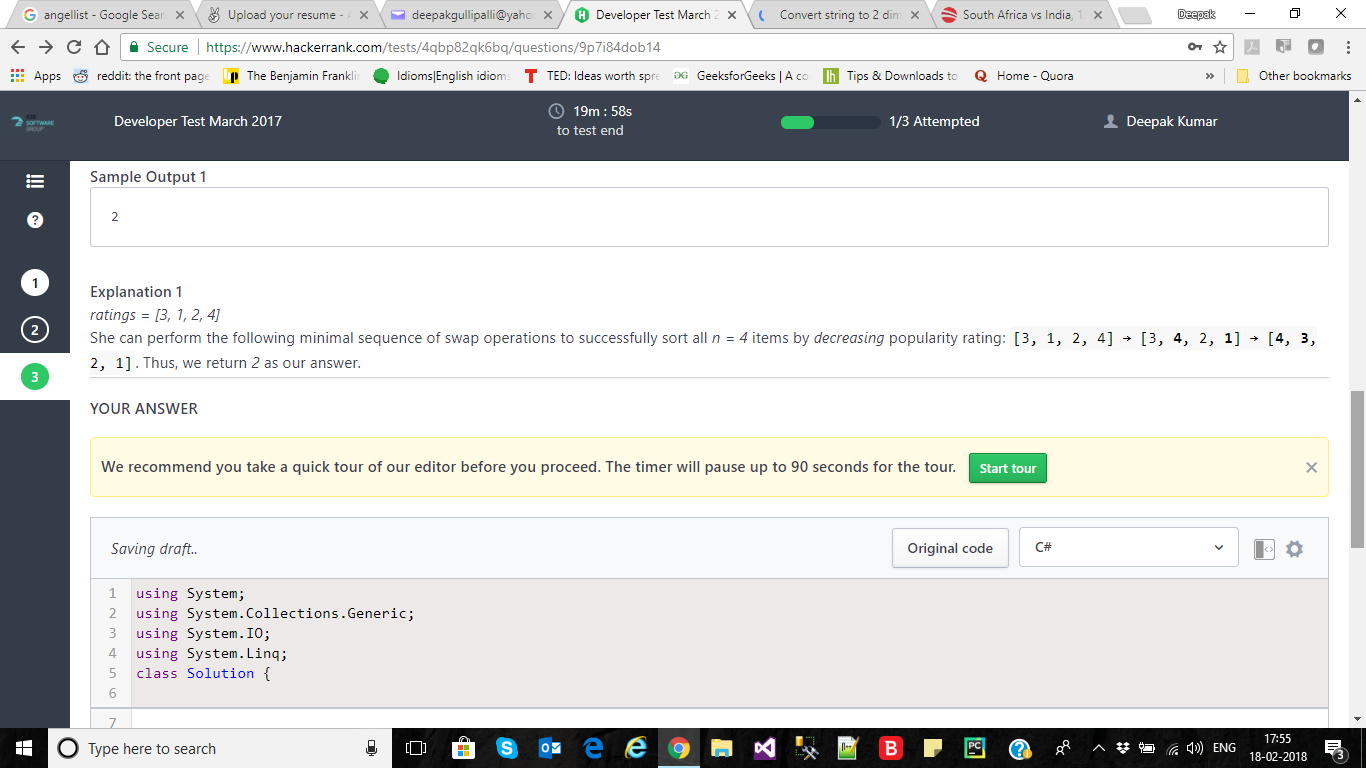 angellist - Google Sear
Upload your resume -
deepakgullipalli@yaho
Developer Test March 2
Convert string to 2 dim
South Africa vs India, 1
Deepak
Secure
https://www.hackerrank.com/tests/4qbp82qk6bq/questions/9p7i84dob14
Apps
reddit: the front page
The Benjamin Franklin
Idioms|English idioms
TED: Ideas worth spre
GeeksforGeeks | A co
Tips & Downloads to
Home - Quora
»
Other bookmarks
SOFTWARE
GROUP
Developer Test March 2017
19m : 58s
to test end
1/3 Attempted
Deepak Kumar
Sample Output 1
2
1
2
3
Explanation 1
ratings = [3, 1, 2, 4]
She can perform the following minimal sequence of swap operations to successfully sort all n = 4 items by decreasing popularity rating: [3, 1, 2, 4] → [3, 4, 2, 1] → [4, 3,
2, 1]. Thus, we return 2 as our answer.
YOUR ANSWER
We recommend you take a quick tour of our editor before you proceed. The timer will pause up to 90 seconds for the tour.
Start tour
Saving draft..
Original code
C#
1 using System;
2 using System.Collections.Generic;
3 using System.IO;
4 using System.Linq;
5 class Solution {
6
7
Type here to search
ENG
17:55
18-02-2018
3